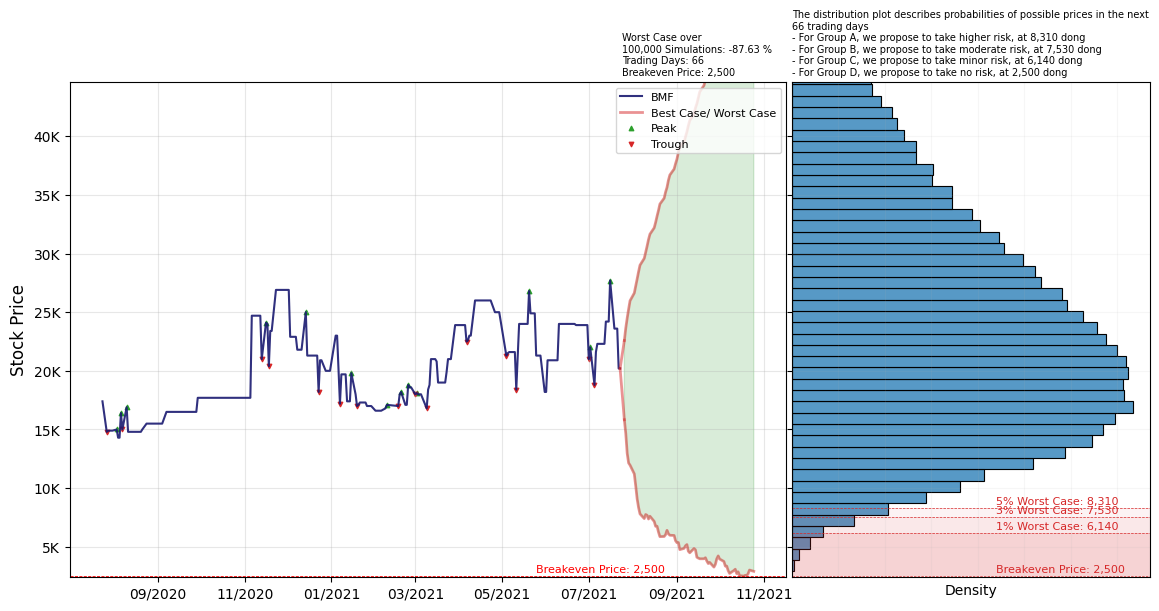 The distribution plot describes probabilities of possible prices in the next
66 trading days
- For Group A, we propose to take higher risk, at 8,310 dong
- For Group B, we propose to take moderate risk, at 7,530 dong
- For Group C, we propose to take minor risk, at 6,140 dong
- For Group D, we propose to take no risk, at 2,500 dong
Worst Case over
100,000 Simulations: -87.63 %
Trading Days: 66
Breakeven Price: 2,500
BMF
Best Case/ Worst Case
Peak
Trough
Stock Price
40K
35K
30K
25K
20K
15K
10K
5K
Breakeven Price: 2,500
09/2020
11/2020
01/2021
03/2021
05/2021
07/2021
09/2021
11/2021
5% Worst Case: 8,310
3% Worst Case: 7,530
1% Worst Case: 6,140
Breakeven Price: 2,500
Density